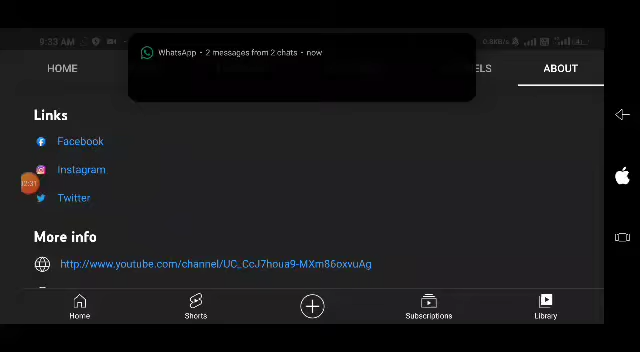 9:33 AM
WhatsApp • 2 messages from 2 chats • now
HOME
ELS
ABOUT
Links
Facebook
Instagram
Twitter
More info
http://www.youtube.com/channel/UC_CcJ7houa9-MXm86oxvuAg
Home
Shorts
Subscriptions
Library